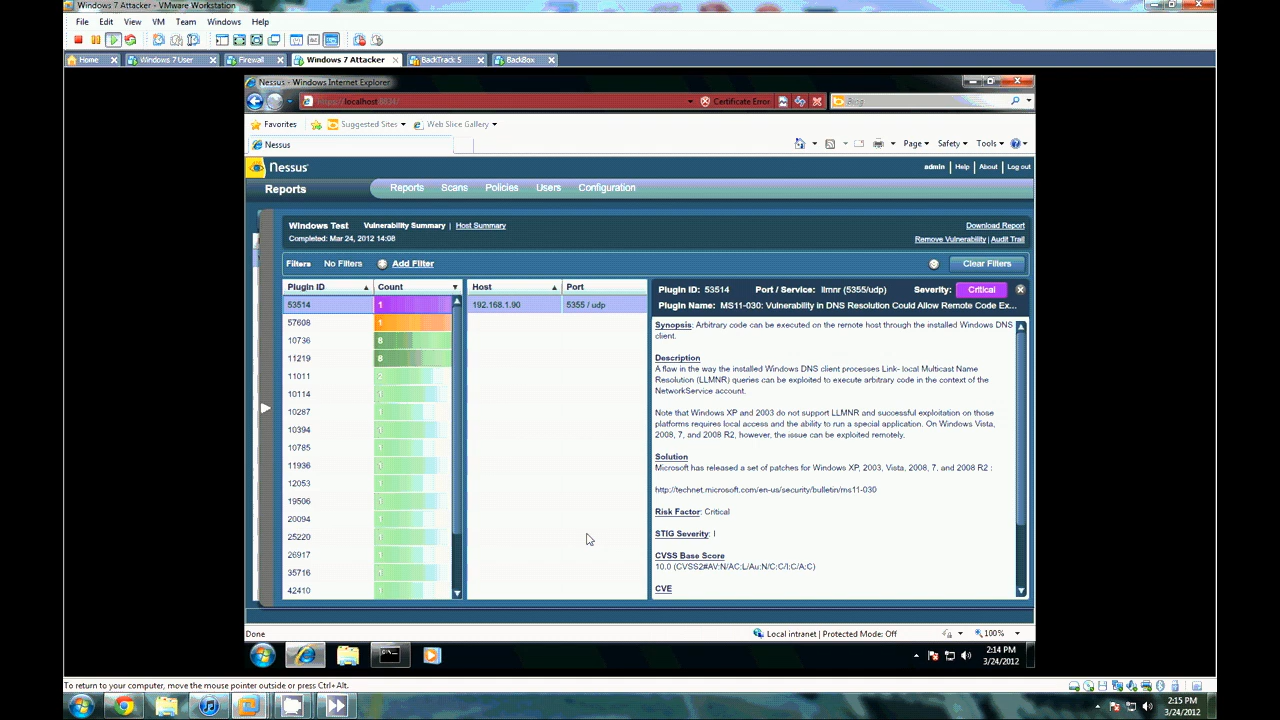 Windows 7 Attacker - VMware Workstation
File Edit View VM Team Windows Help
Home Windows 7 User Firewall Windows 7 Attacker BackTrack 5 BackBox
Nessus - Windows Internet Explorer
https://localhost:8834/ Certificate Error Bing
Favorites Suggested Sites Web Slice Gallery
Nessus Page Safety Tools
Nessus admin Help About Log out
Reports Reports Scans Policies Users Configuration
Windows Test Vulnerability Summary | Host Summary Download Report
Completed: Mar 24, 2012 14:08 Remove Vulnerability | Audit Trail
Filters No Filters Add Filter Clear Filters
Plugin ID Count Host Port Plugin ID: 53514 Port / Service: llmnr (5355/udp) Severity: Critical
53514 1 192.168.1.90 5355 / udp Plugin Name: MS11-030: Vulnerability in DNS Resolution Could Allow Remote Code Ex...
57608 1
10736 8
11219 8
11011 2
10114 1
10287 1
10394 1
10785 1
11936 1
12053 1
19506 1
20094 1
25220 1
26917 1
35716 1
42410 1
Synopsis: Arbitrary code can be executed on the remote host through the installed Windows DNS
client.
Description
A flaw in the way the installed Windows DNS client processes Link- local Multicast Name
Resolution (LLMNR) queries can be exploited to execute arbitrary code in the context of the
NetworkService account.
Note that Windows XP and 2003 do not support LLMNR and successful exploitation on those
platforms requires local access and the ability to run a special application. On Windows Vista,
2008, 7, and 2008 R2, however, the issue can be exploited remotely.
Solution
Microsoft has released a set of patches for Windows XP, 2003, Vista, 2008, 7, and 2008 R2 :
http://technet.microsoft.com/en-us/security/bulletin/ms11-030
Risk Factor: Critical
STIG Severity: I
CVSS Base Score
10.0 (CVSS2#AV:N/AC:L/Au:N/C:C/I:C/A:C)
CVE
Done Local intranet | Protected Mode: Off 100%
2:14 PM
3/24/2012
To return to your computer, move the mouse pointer outside or press Ctrl+Alt.
2:15 PM
3/24/2012